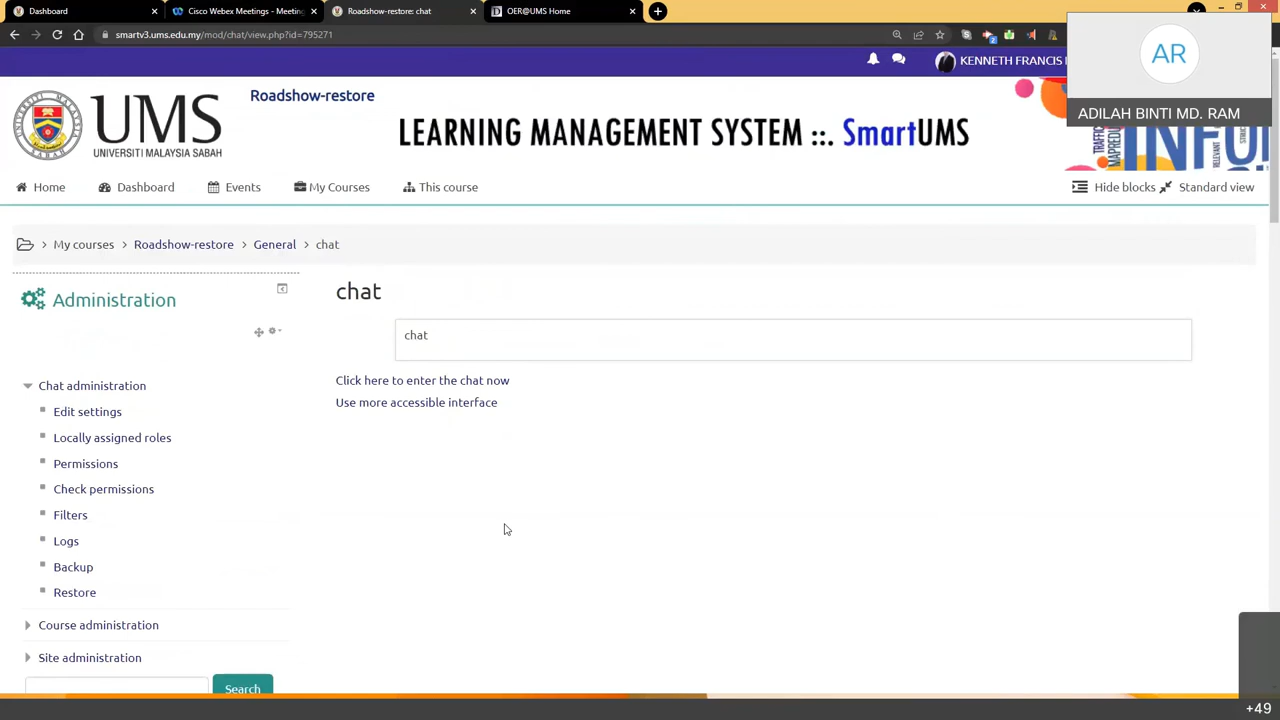 Dashboard
Cisco Webex Meetings - Meetin
Roadshow-restore: chat
OER@UMS Home
smartv3.ums.edu.my/mod/chat/view.php?id=795271
KENNETH FRANCIS
AR
ADILAH BINTI MD. RAM
UMS
UNIVERSITI MALAYSIA SABAH
Roadshow-restore
LEARNING MANAGEMENT SYSTEM ::. SmartUMS
INFO!
Home
Dashboard
Events
My Courses
This course
Hide blocks
Standard view
My courses > Roadshow-restore > General > chat
Administration
chat
chat
Click here to enter the chat now
Use more accessible interface
Chat administration
Edit settings
Locally assigned roles
Permissions
Check permissions
Filters
Logs
Backup
Restore
Course administration
Site administration
Search
+49